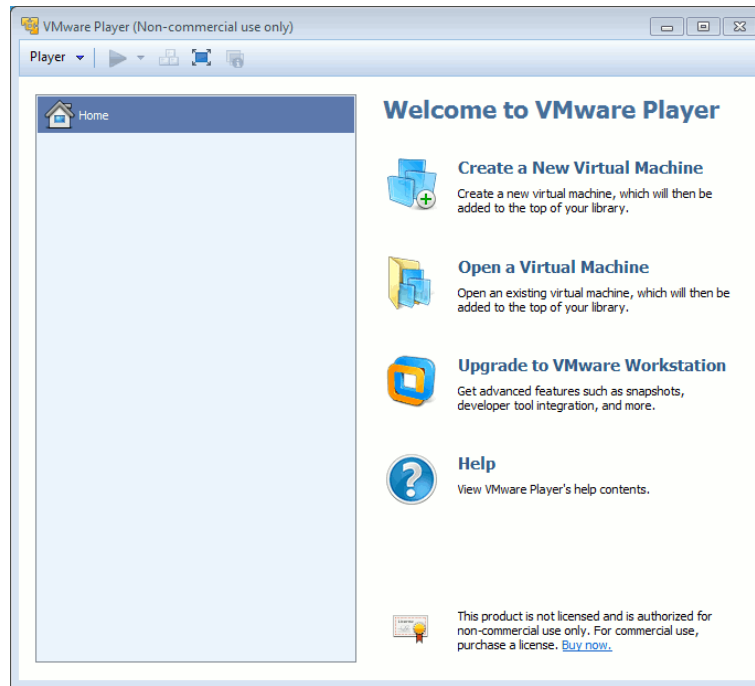 VMware Player (Non-commercial use only)
Player
Home
Welcome to VMware Player
Create a New Virtual Machine
Create a new virtual machine, which will then be
added to the top of your library.
Open a Virtual Machine
Open an existing virtual machine, which will then be
added to the top of your library.
Upgrade to VMware Workstation
Get advanced features such as snapshots,
developer tool integration, and more.
Help
View VMware Player's help contents.
This product is not licensed and is authorized for
non-commercial use only. For commercial use,
purchase a license. Buy now.